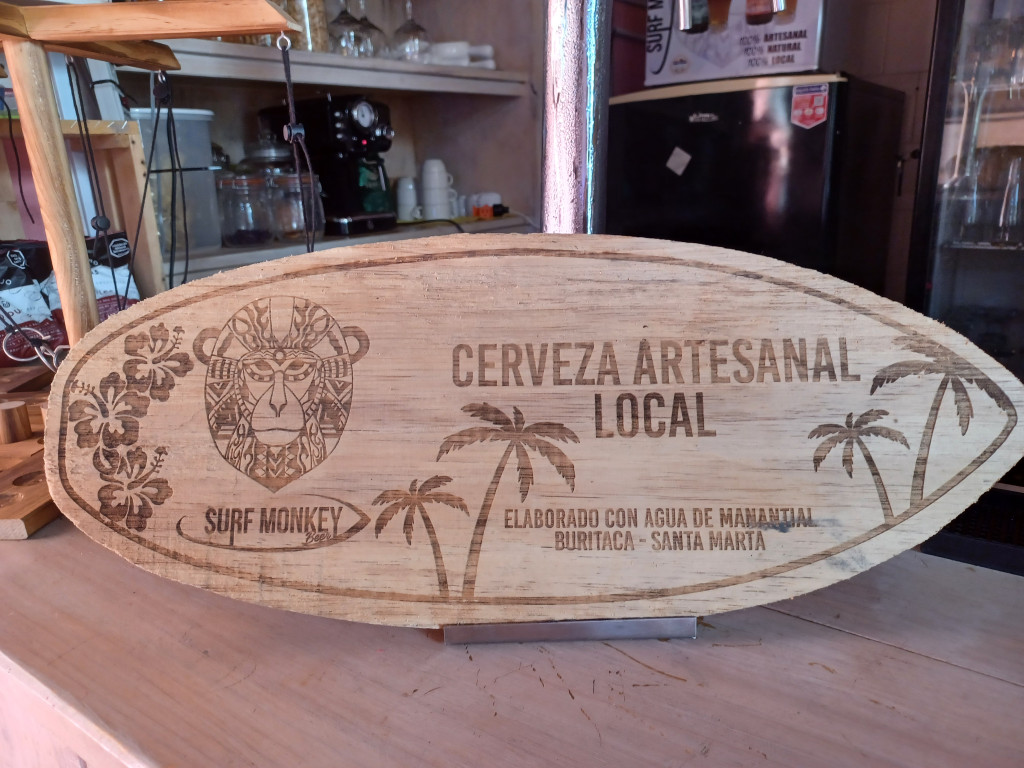 SURF M
100% ARTESANAL
100% NATURAL
100% LOCAL
CERVEZA ARTESANAL
LOCAL
SURF MONKEY
Beer
ELABORADO CON AGUA DE MANANTIAL
BURITACA - SANTA MARTA